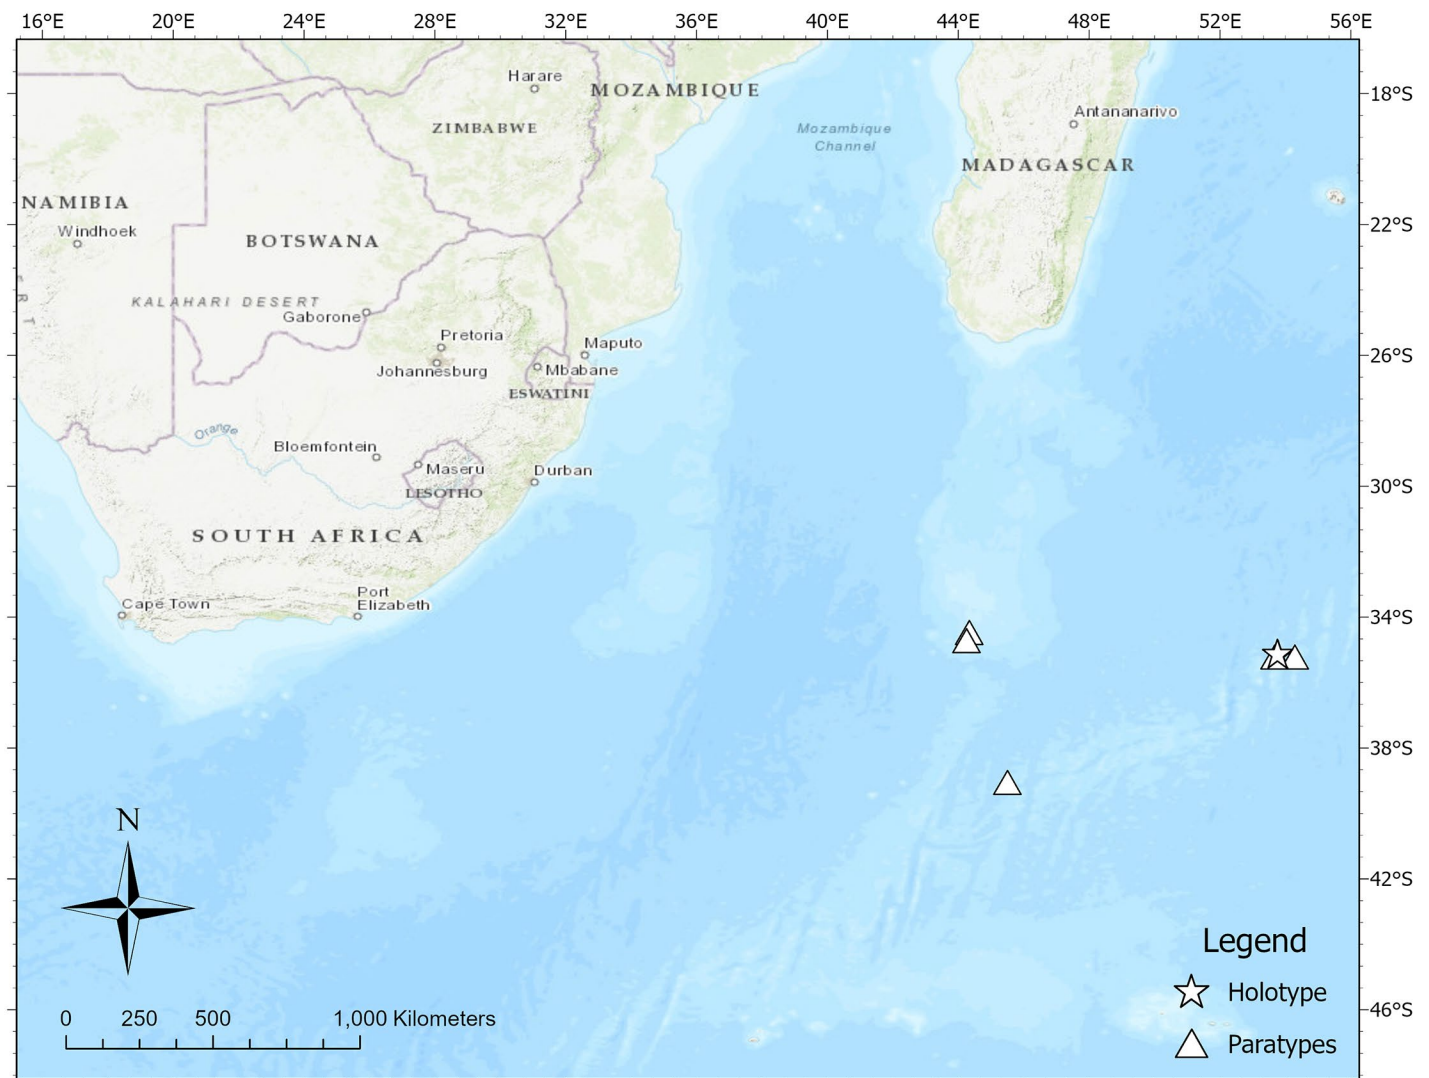 16°E 20°E 24°E 28°E 32°E 36°E 40°E 44°E 48°E 52°E 56°E
Harare
MOZAMBIQUE
18°S
Antananarivo
ZIMBABWE
Mozambique
Channel
MADAGASCAR
NAMIBIA
Windhoek
22°S
BOTSWANA
KALAHARI DESERT
Gaborone
Pretoria
Maputo
26°S
Johannesburg
Mbabane
ESWATINI
Orange
Bloemfontein
Maseru
Durban
LESOTHO
30°S
SOUTH AFRICA
Port
Elizabeth
Cape Town
34°S
38°S
N
42°S
Legend
Holotype
46°S
0 250 500 1,000 Kilometers
Paratypes